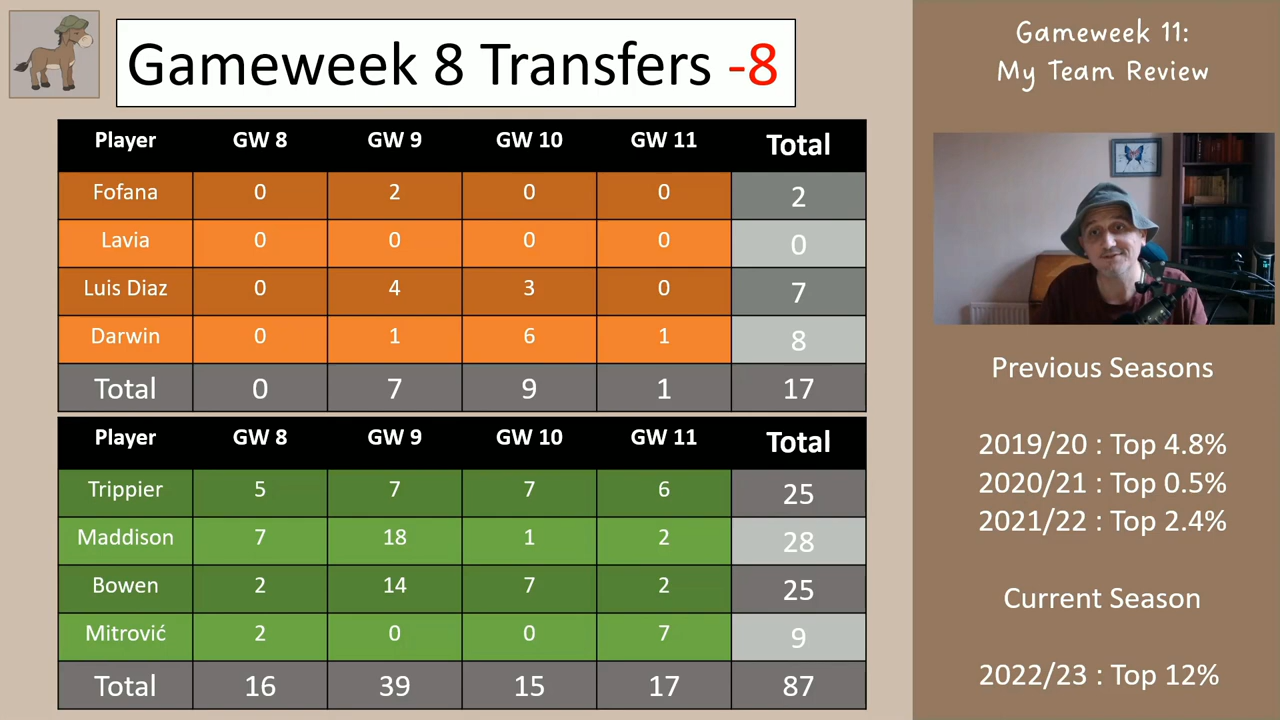 Gameweek 8 Transfers -8
Player GW 8 GW 9 GW 10 GW 11 Total
Fofana 0 2 0 0 2
Lavia 0 0 0 0 0
Luis Diaz 0 4 3 0 7
Darwin 0 1 6 1 8
Total 0 7 9 1 17
Player GW 8 GW 9 GW 10 GW 11 Total
Trippier 5 7 7 6 25
Maddison 7 18 1 2 28
Bowen 2 14 7 2 25
Mitrović 2 0 0 7 9
Total 16 39 15 17 87
Gameweek 11:
My Team Review
Previous Seasons
2019/20 : Top 4.8%
2020/21 : Top 0.5%
2021/22 : Top 2.4%
Current Season
2022/23 : Top 12%